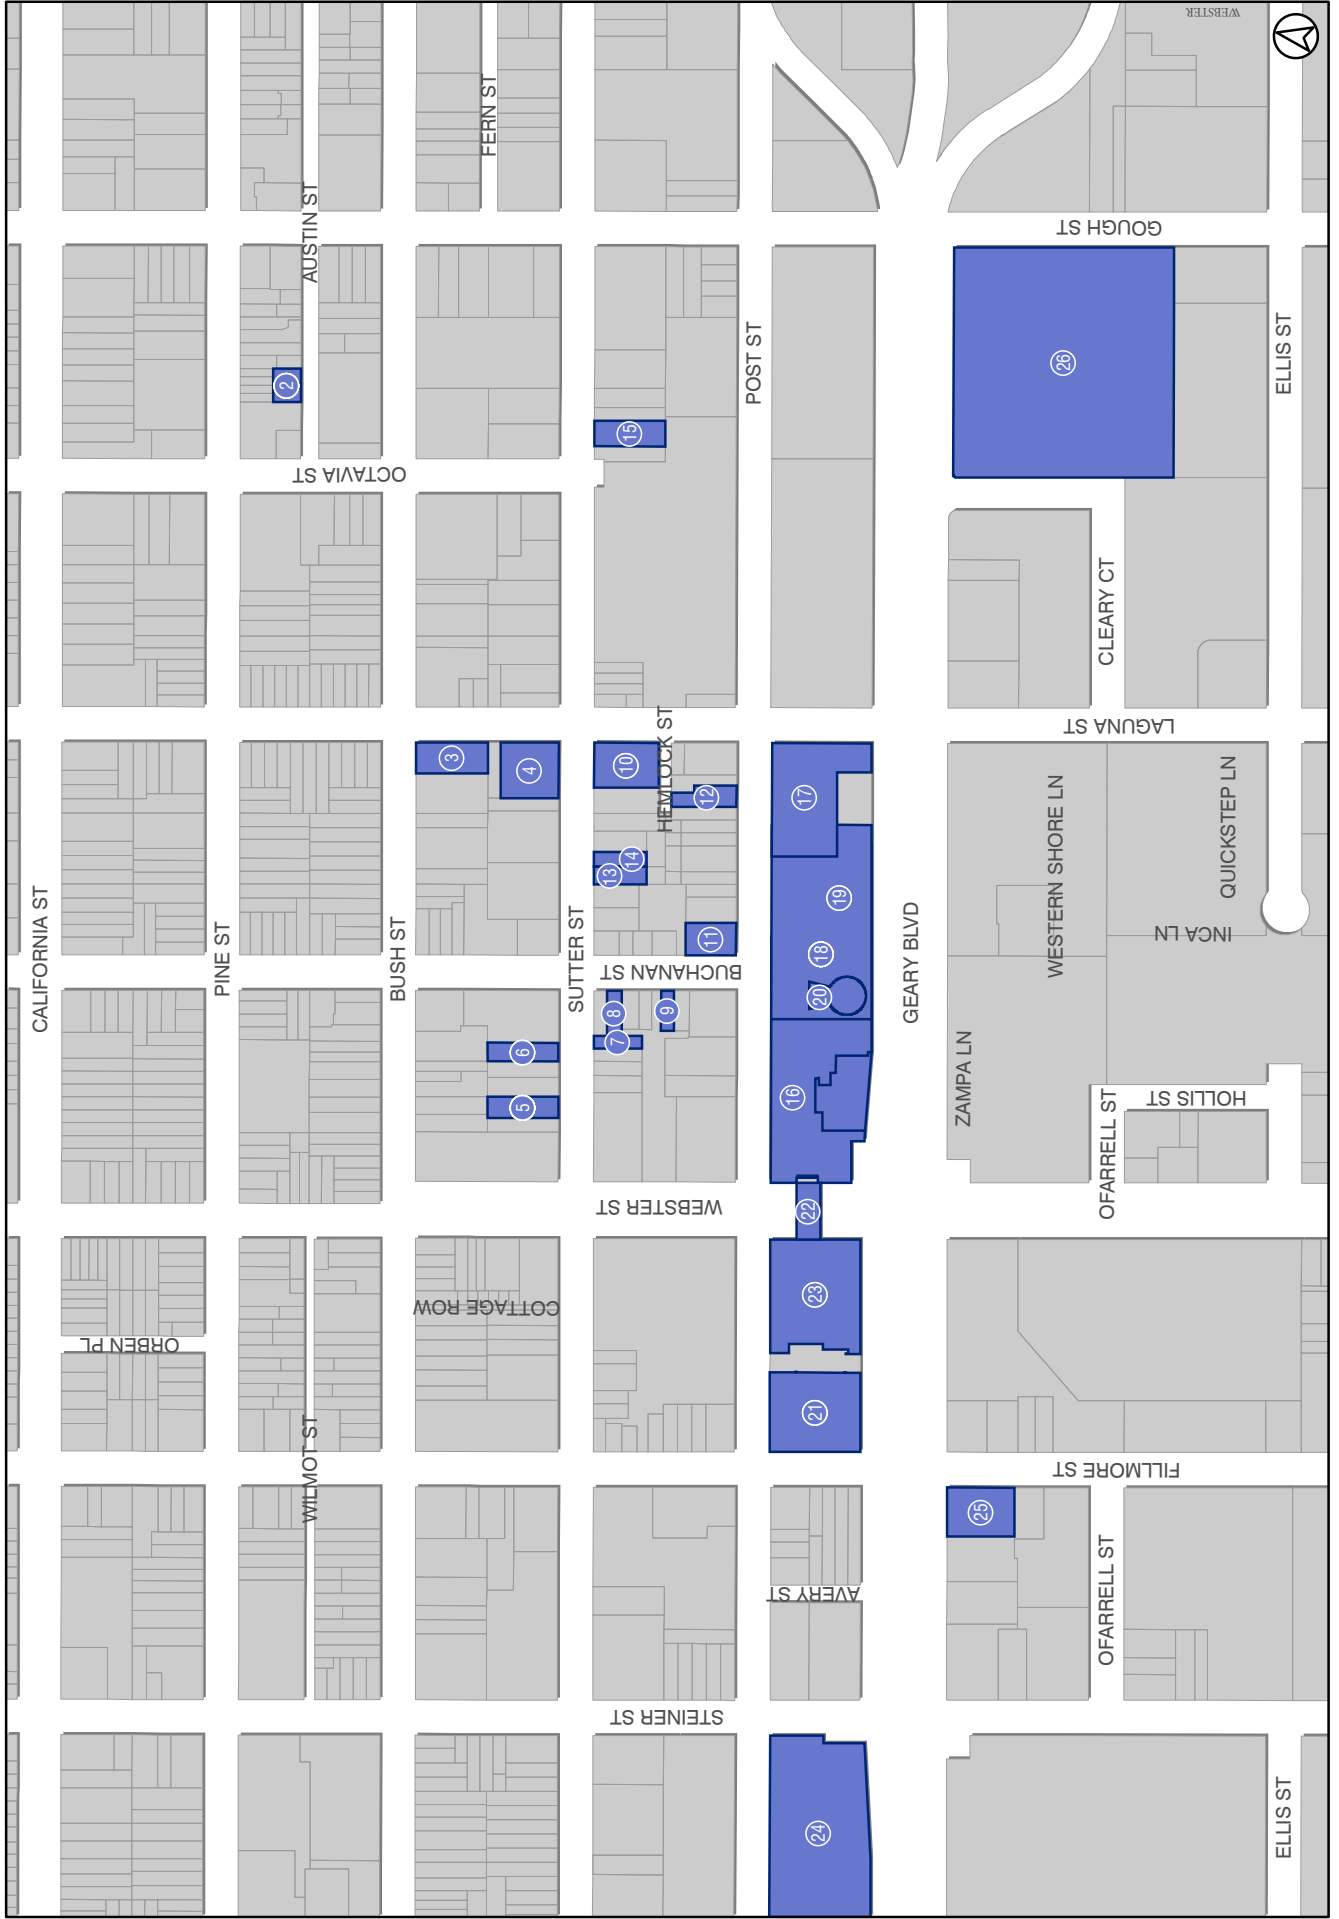 WEBSTER
FERN ST
AUSTIN ST
GOUGH ST
POST ST
ELLIS ST
26
2
15
OCTAVIA ST
CLEARY CT
LAGUNA ST
HEMLOCK ST
3
4
10
12
17
WESTERN SHORE LN
QUICKSTEP LN
14
13
19
CALIFORNIA ST
PINE ST
BUSH ST
SUTTER ST
11
18
GEARY BLVD
INCA LN
BUCHANAN ST
20
8
9
7
6
5
16
ZAMPA LN
HOLLIS ST
OFARRELL ST
WEBSTER ST
22
23
COTTAGE ROW
ORBEN PL
21
WILMOT ST
FILLMORE ST
25
AVERY ST
OFARRELL ST
STEINER ST
24
ELLIS ST